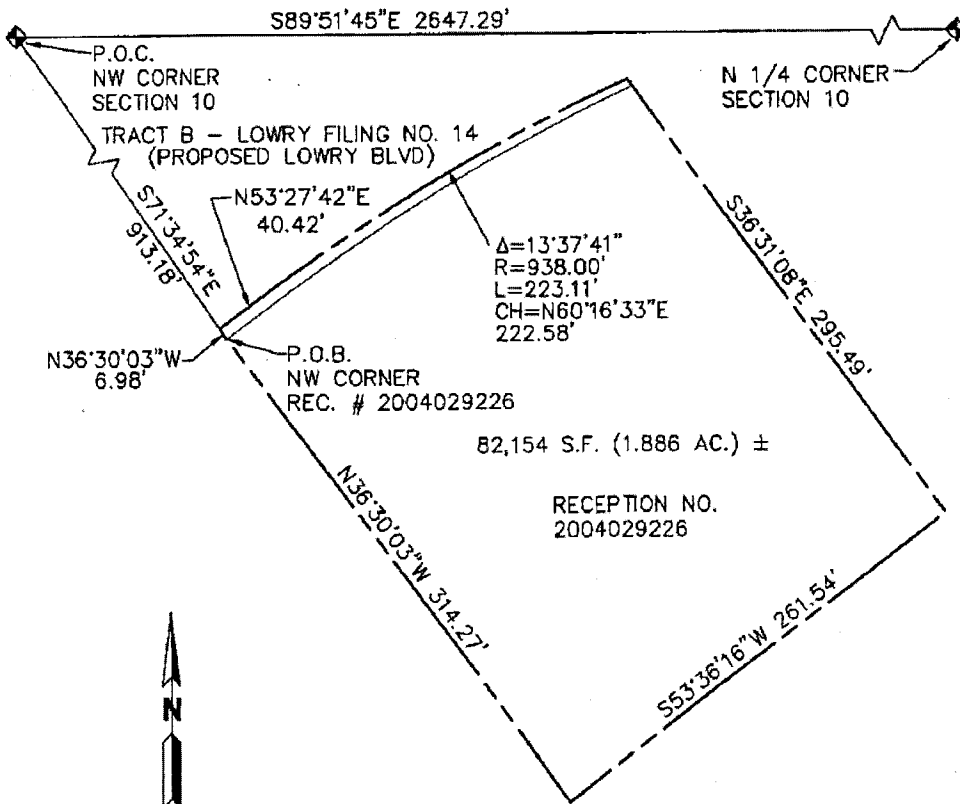 S89°51'45"E 2647.29'
P.O.C.
NW CORNER
SECTION 10
N 1/4 CORNER
SECTION 10
TRACT B – LOWRY FILING NO. 14
(PROPOSED LOWRY BLVD)
S71°34'54"E
913.18'
N53°27'42"E
40.42'
Δ=13°37'41"
R=938.00'
L=223.11'
CH=N60°16'33"E
222.58'
S36°31'08"E 295.49'
N36°30'03"W
6.98'
P.O.B.
NW CORNER
REC. # 2004029226
82,154 S.F. (1.886 AC.) ±
RECEPTION NO.
2004029226
N36°30'03"W 314.27'
S53°36'16"W 261.54'
N